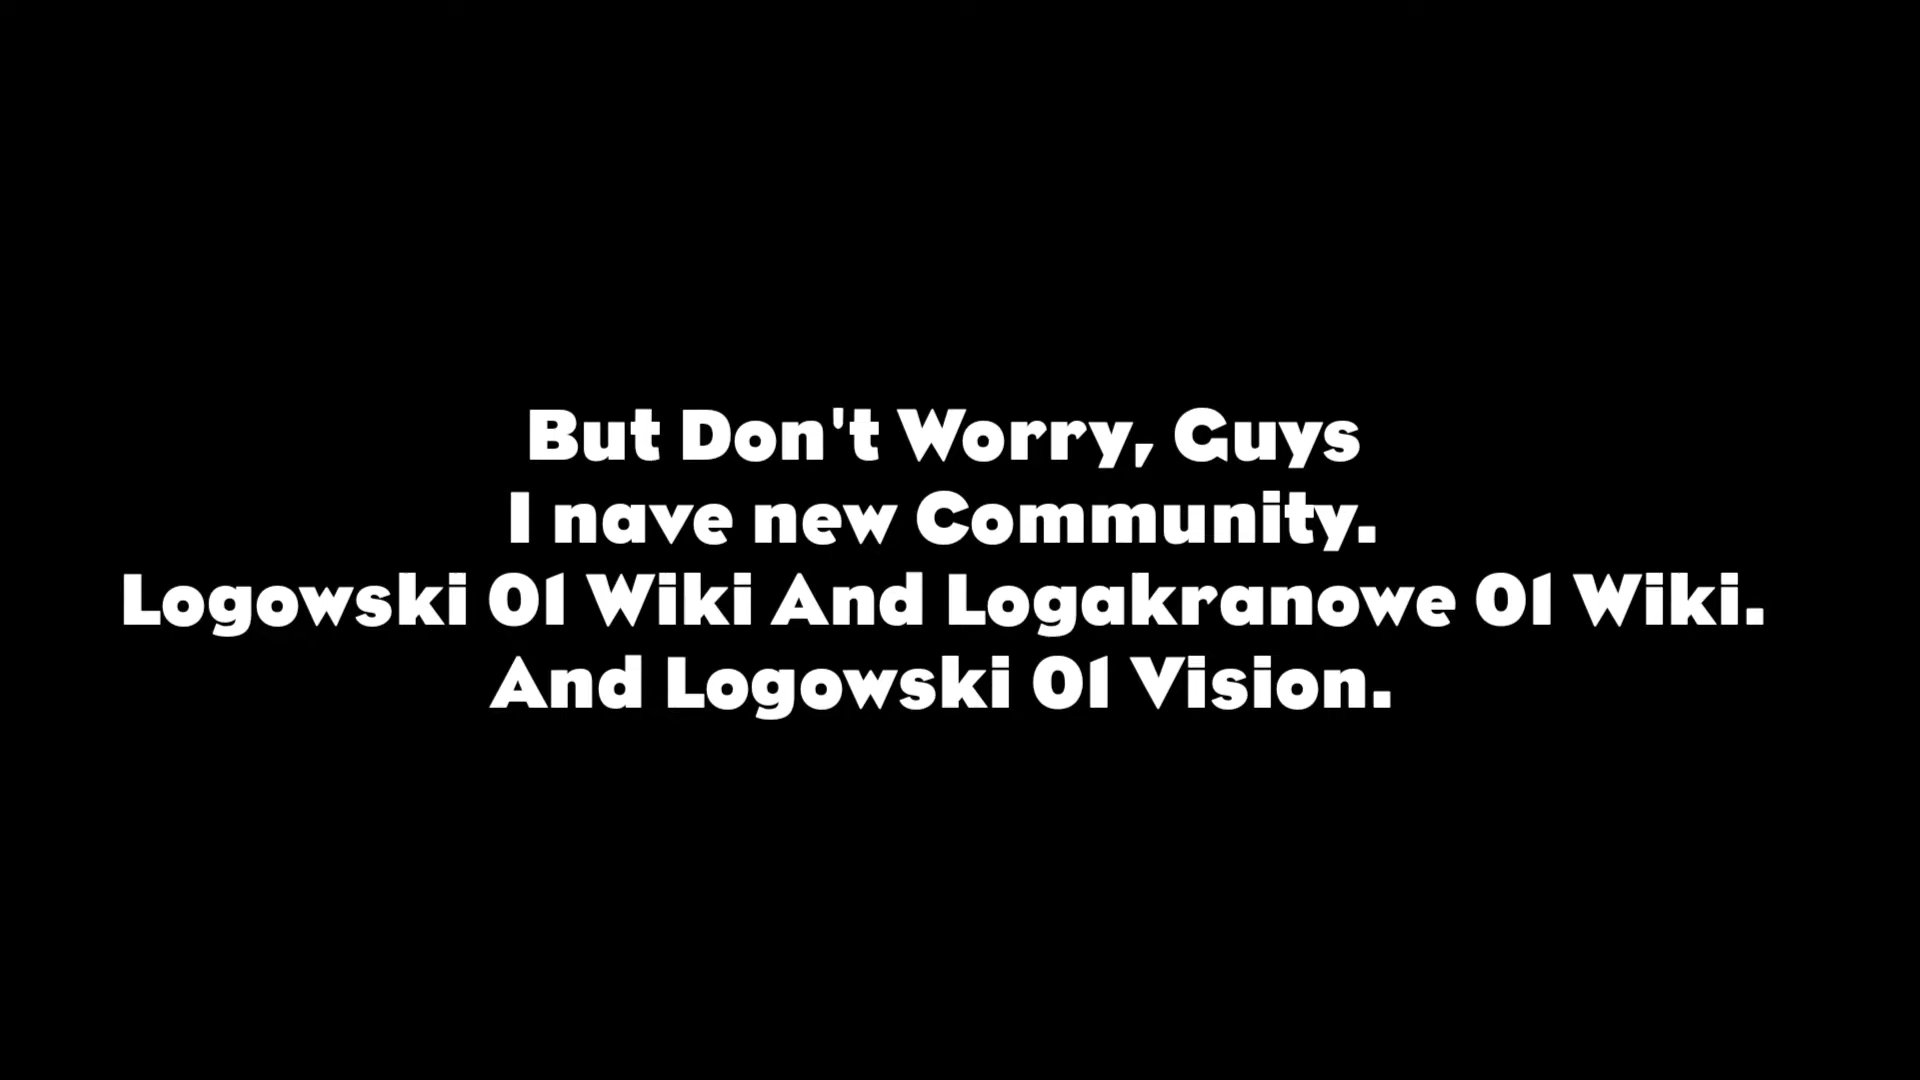 But Don't Worry, Guys
I nave new Community.
Logowski 01 Wiki And Logakranowe 01 Wiki.
And Logowski 01 Vision.